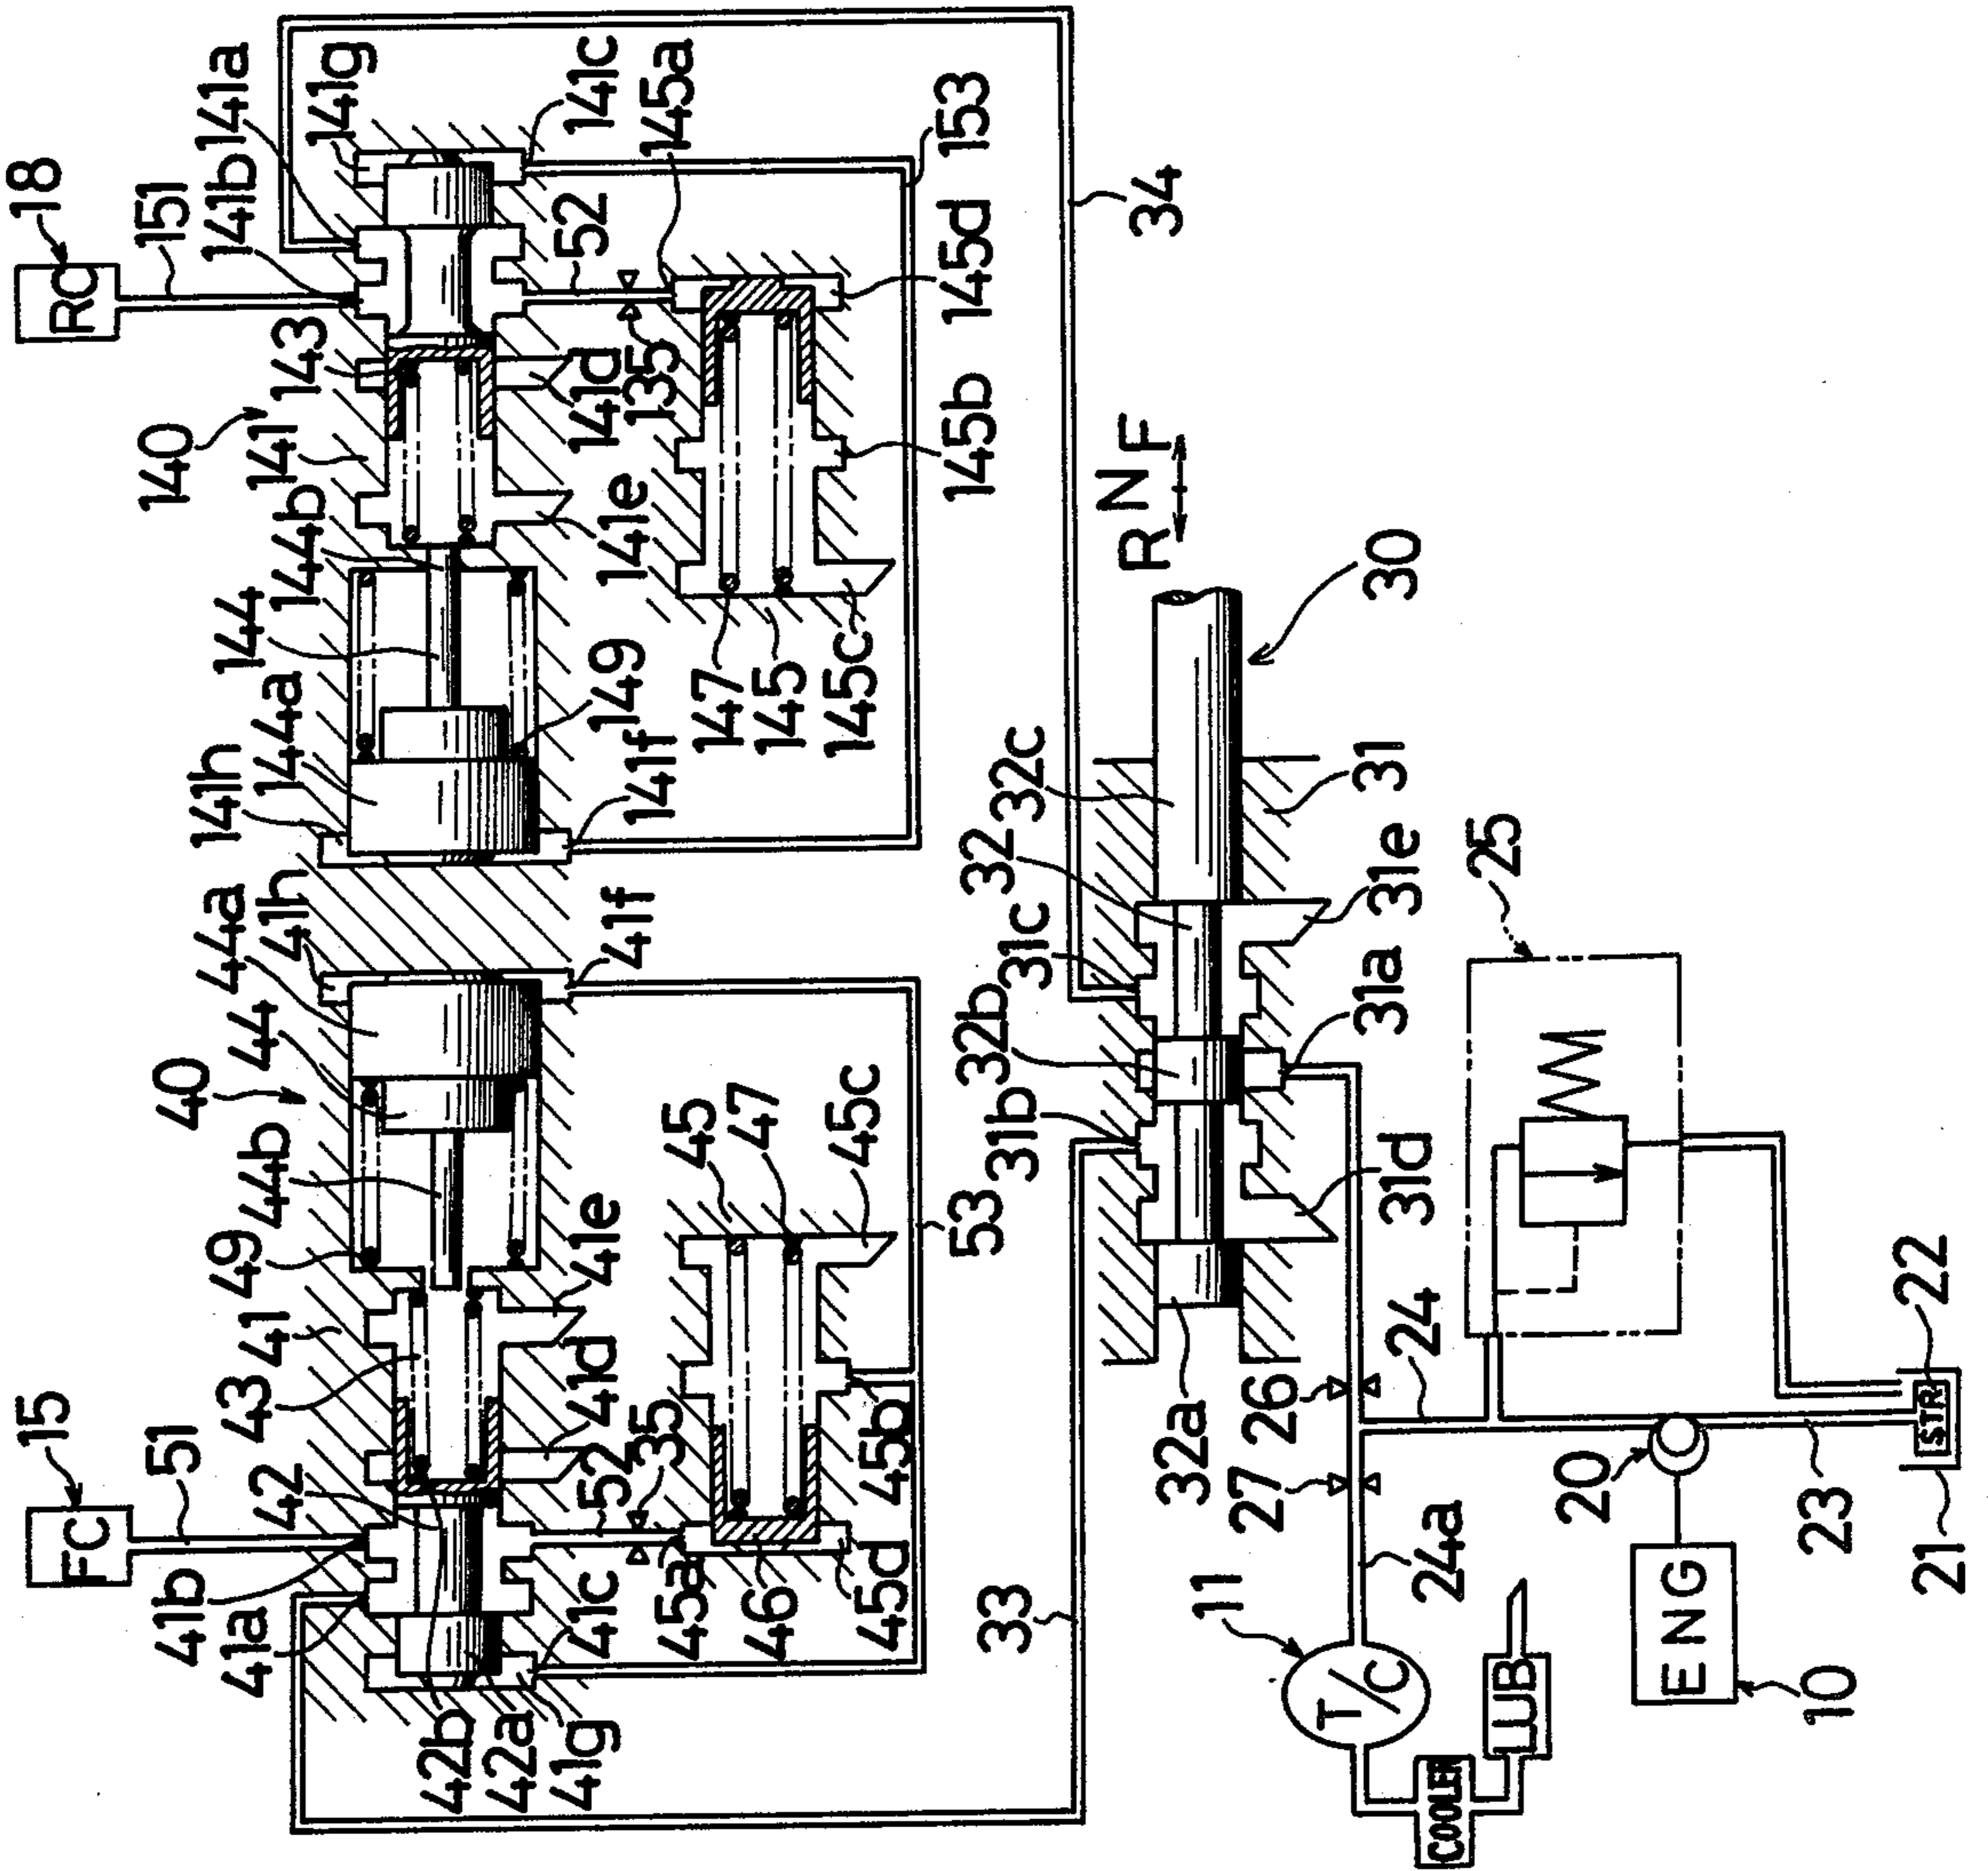 15
FC
51
18
RC
151
141b
141a
141g
141c
145a
153
52
143
140
141
144b
144
144a
141h
141d
135
141e
145d
145b
147
145
145c
149
141f
34
R N F
30
44a
41h
44
40
44b
49
41
43
42
41b
41a
41f
41e
41d
35
52
41c
45a
42b
42a
41g
46
45d
45b
45
47
45c
53
33
32c
32
31c
32b
31b
31
31e
31a
31d
32a
25
26
27
24
24a
22
STR
20
23
21
11
T/C
ENG
10
LUB
COOLER